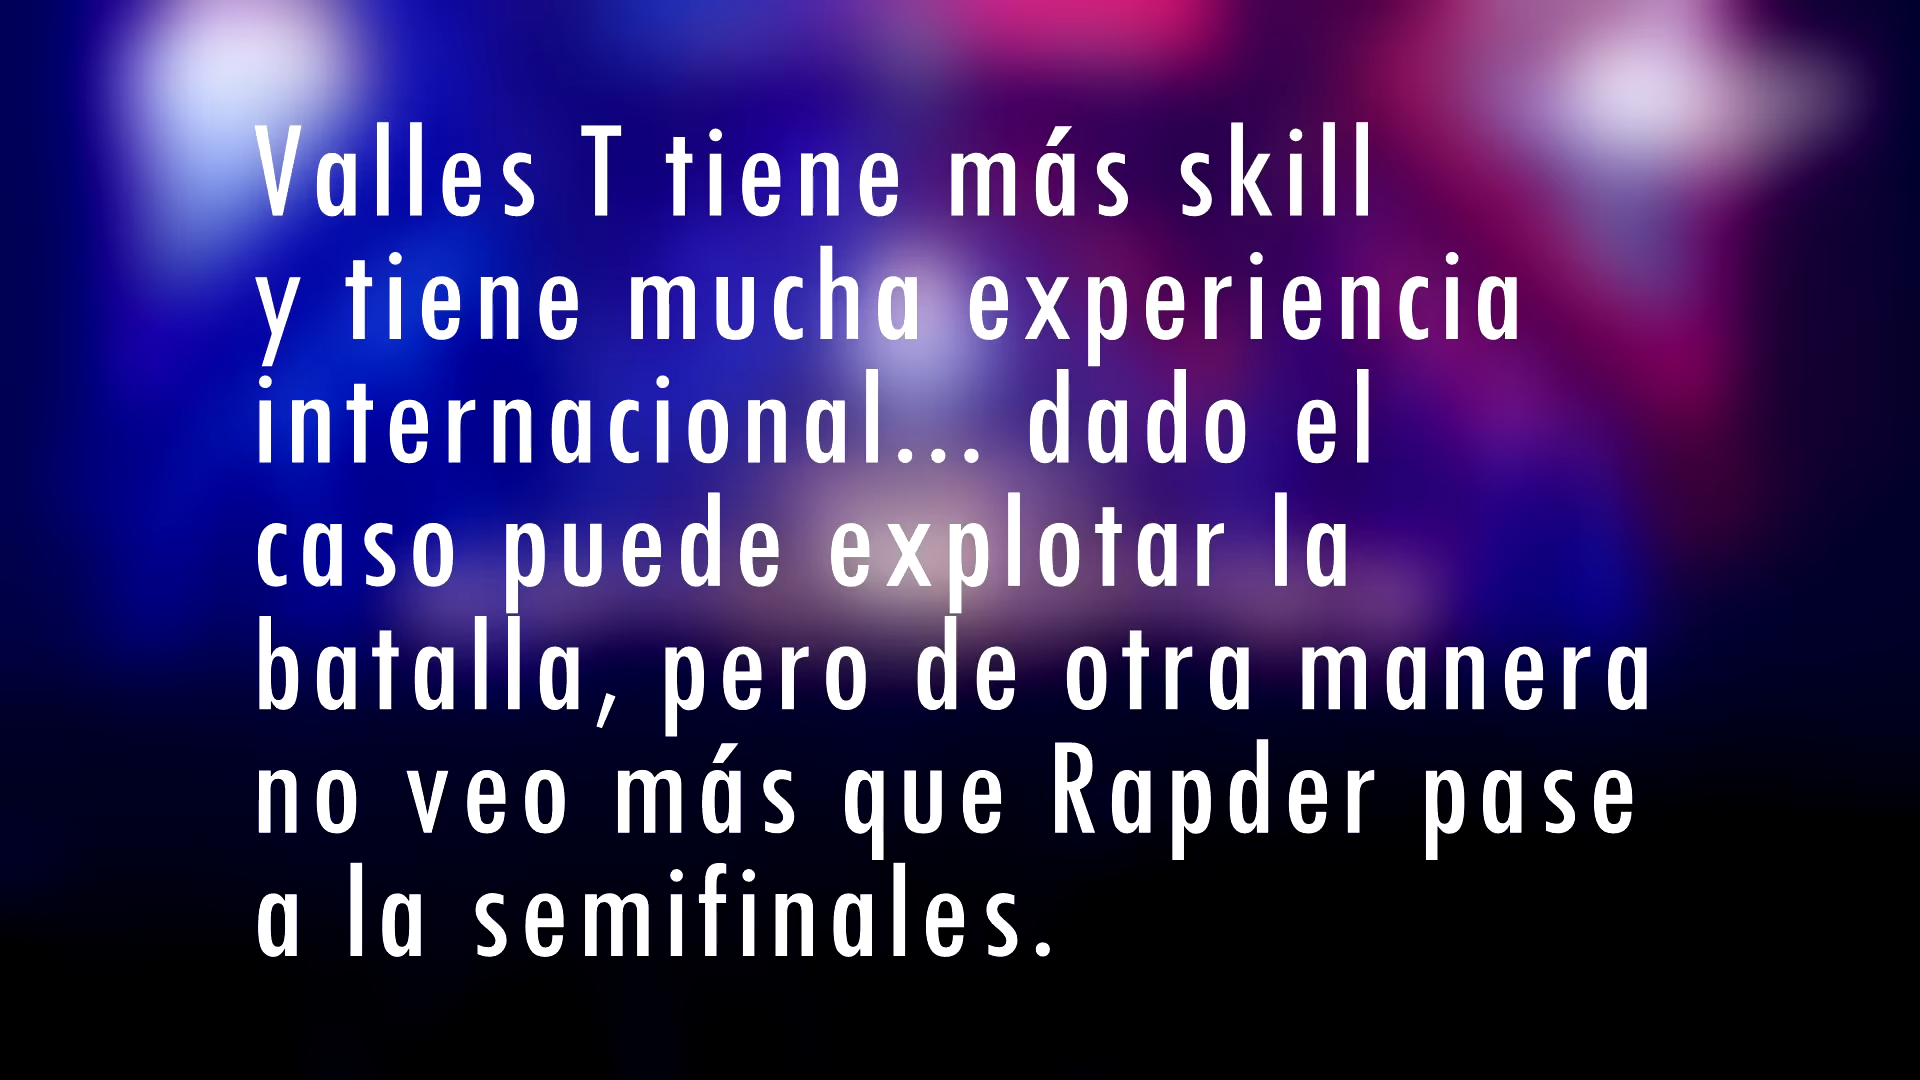 Valles T tiene más skill
y tiene mucha experiencia
internacional... dado el
caso puede explotar la
batalla, pero de otra manera
no veo más que Rapder pase
a la semifinales.